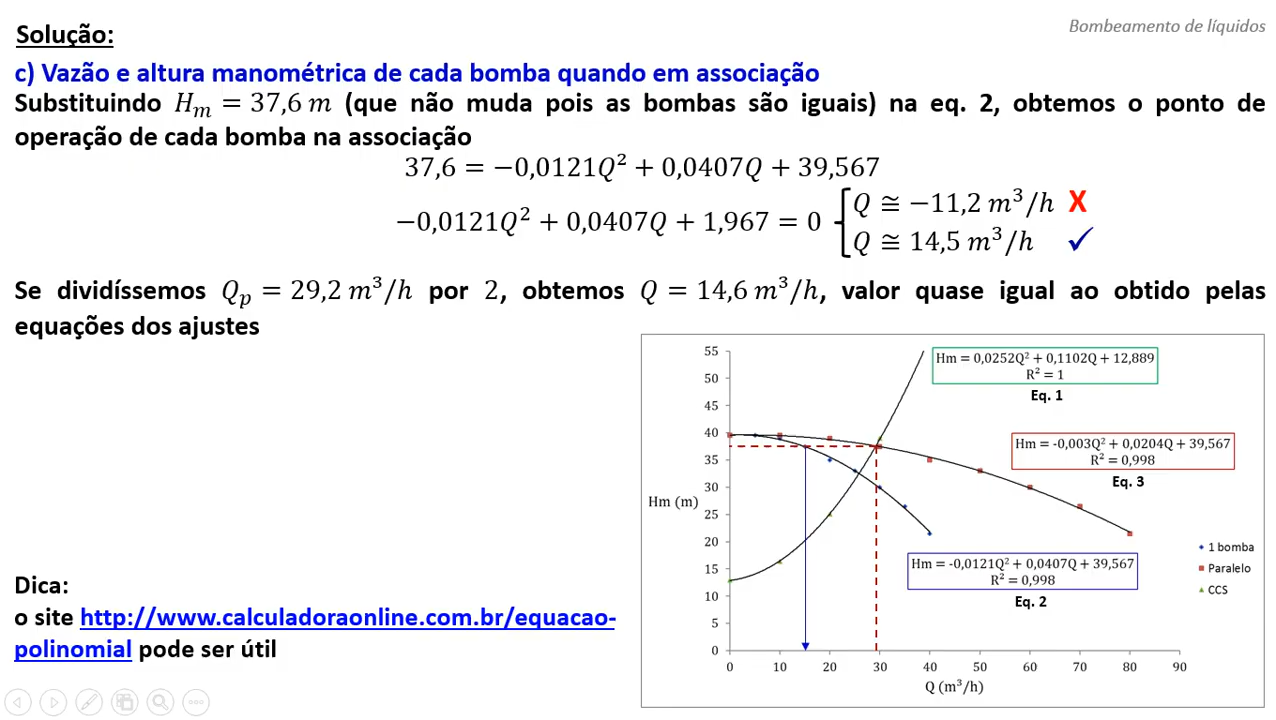 Solução:
Bombeamento de líquidos
c) Vazão e altura manométrica de cada bomba quando em associação
Substituindo Hₘ = 37,6 m (que não muda pois as bombas são iguais) na eq. 2, obtemos o ponto de
operação de cada bomba na associação
37,6 = −0,0121Q² + 0,0407Q + 39,567
−0,0121Q² + 0,0407Q + 1,967 = 0
Q ≅ −11,2 m³/h X
Q ≅ 14,5 m³/h ✓
Se dividíssemos Qₚ = 29,2 m³/h por 2, obtemos Q = 14,6 m³/h, valor quase igual ao obtido pelas
equações dos ajustes
Hm = 0,0252Q² + 0,1102Q + 12,889
R² = 1
Eq. 1
Hm = -0,003Q² + 0,0204Q + 39,567
R² = 0,998
Eq. 3
Hm = -0,0121Q² + 0,0407Q + 39,567
R² = 0,998
Eq. 2
55
50
45
40
35
30
25
20
15
10
5
0
Hm (m)
0 10 20 30 40 50 60 70 80 90
Q (m³/h)
1 bomba
Paralelo
CCS
Dica:
o site http://www.calculadoraonline.com.br/equacao-
polinomial pode ser útil